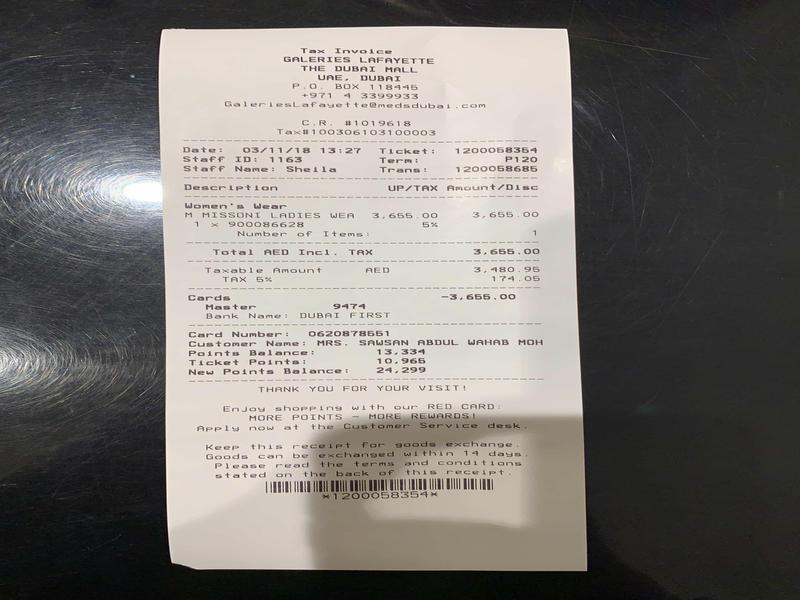 Tax Invoice
GALERIES LAFAYETTE
THE DUBAI MALL
UAE, DUBAI
P.O. BOX 118445
+971 4 3399933
GaleriesLafayette@medsdubai.com
C.R. #1019618
Tax#100306103100003
Date: 03/11/18 13:27 Ticket: 1200058354
Staff ID: 1163 Term: P120
Staff Name: Sheila Trans: 1200058685
Description UP/TAX Amount/Disc
Women's Wear
M MISSONI LADIES WEA 3,655.00 3,655.00
1 x 900086628 5%
Number of Items: 1
Total AED Incl. TAX 3,655.00
Taxable Amount AED 3,480.95
TAX 5% 174.05
Cards -3,655.00
Master 9474
Bank Name: DUBAI FIRST
Card Number: 0620878551
Customer Name: MRS. SAWSAN ABDUL WAHAB MOH
Points Balance: 13,334
Ticket Points: 10,965
New Points Balance: 24,299
THANK YOU FOR YOUR VISIT!
Enjoy shopping with our RED CARD:
MORE POINTS - MORE REWARDS!
Apply now at the Customer Service desk.
Keep this receipt for goods exchange.
Goods can be exchanged within 14 days.
Please read the terms and conditions
stated on the back of this receipt.
*1200058354*